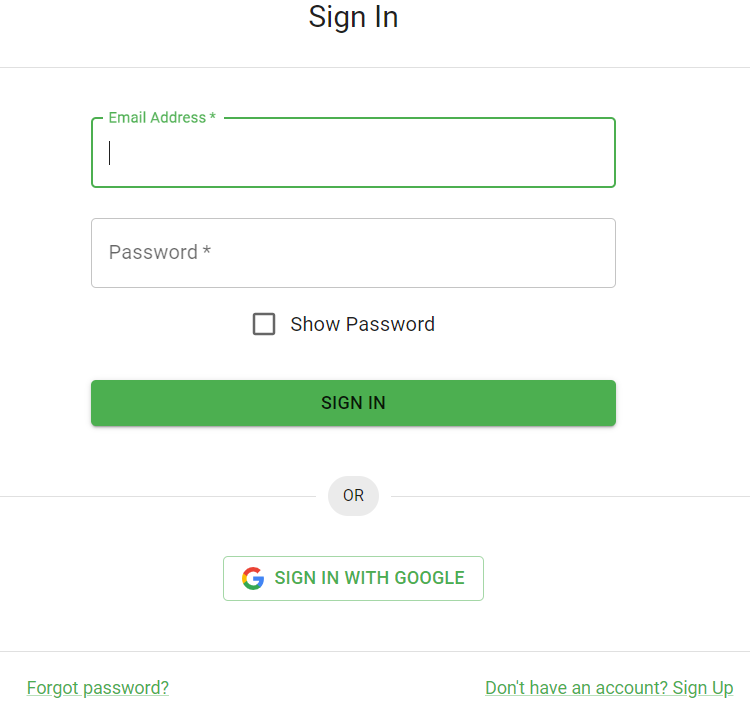 Sign In
Email Address *
Password *
Show Password
SIGN IN
OR
SIGN IN WITH GOOGLE
Forgot password?
Don't have an account? Sign Up